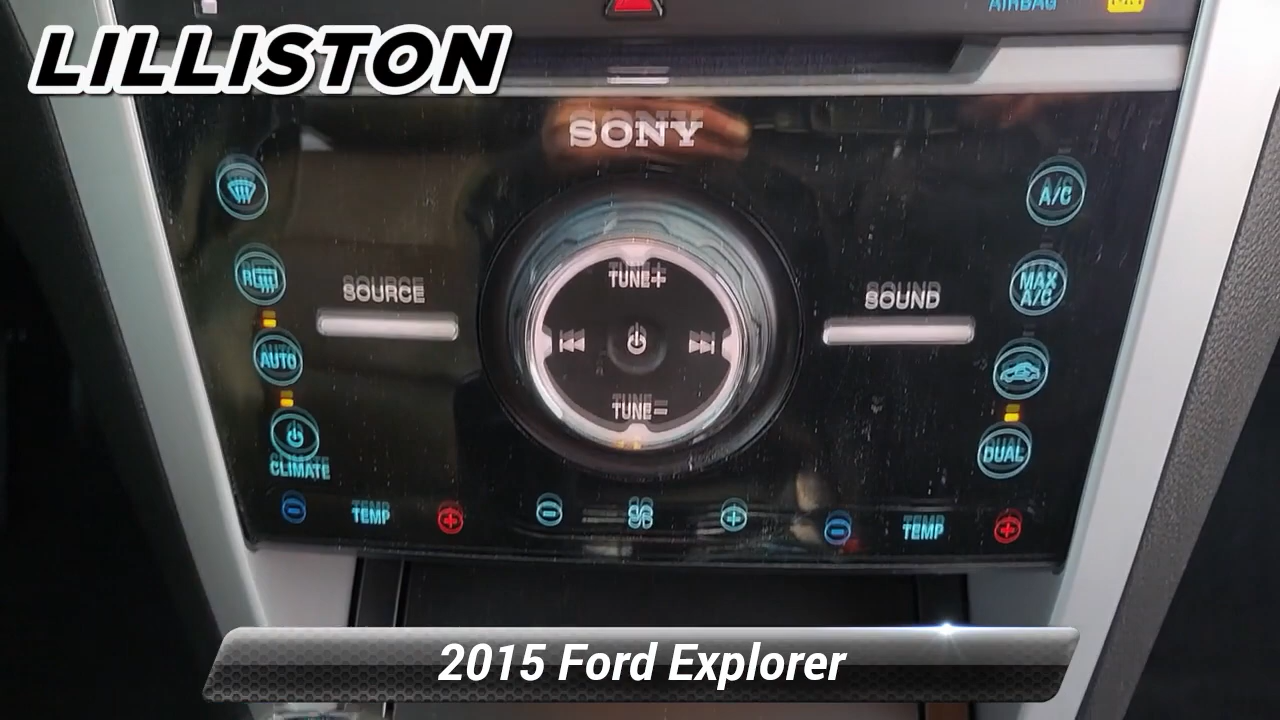 AIRBAG
LILLISTON
SONY
A/C
R
MAX
A/C
SOURCE
TUNE+
SOUND
AUTO
TUNE-
CLIMATE
DUAL
TEMP
TEMP
2015 Ford Explorer